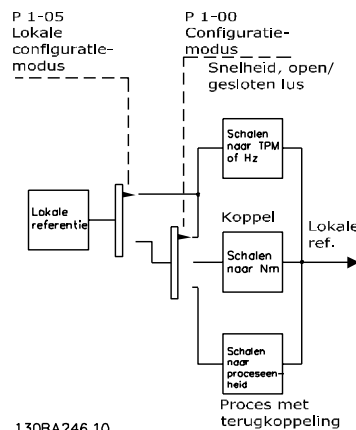 P 1-05
Lokale
configuratie-
modus
P 1-00
Configuratie-
modus
Snelheid, open/
gesloten lus
Schalen
naar TPM
of Hz
Lokale
referentie
Koppel
Schalen
naar Nm
Lokale
ref.
Schalen
naar
proceseen-
heid
Proces met
terugkoppeling
130BA246.10